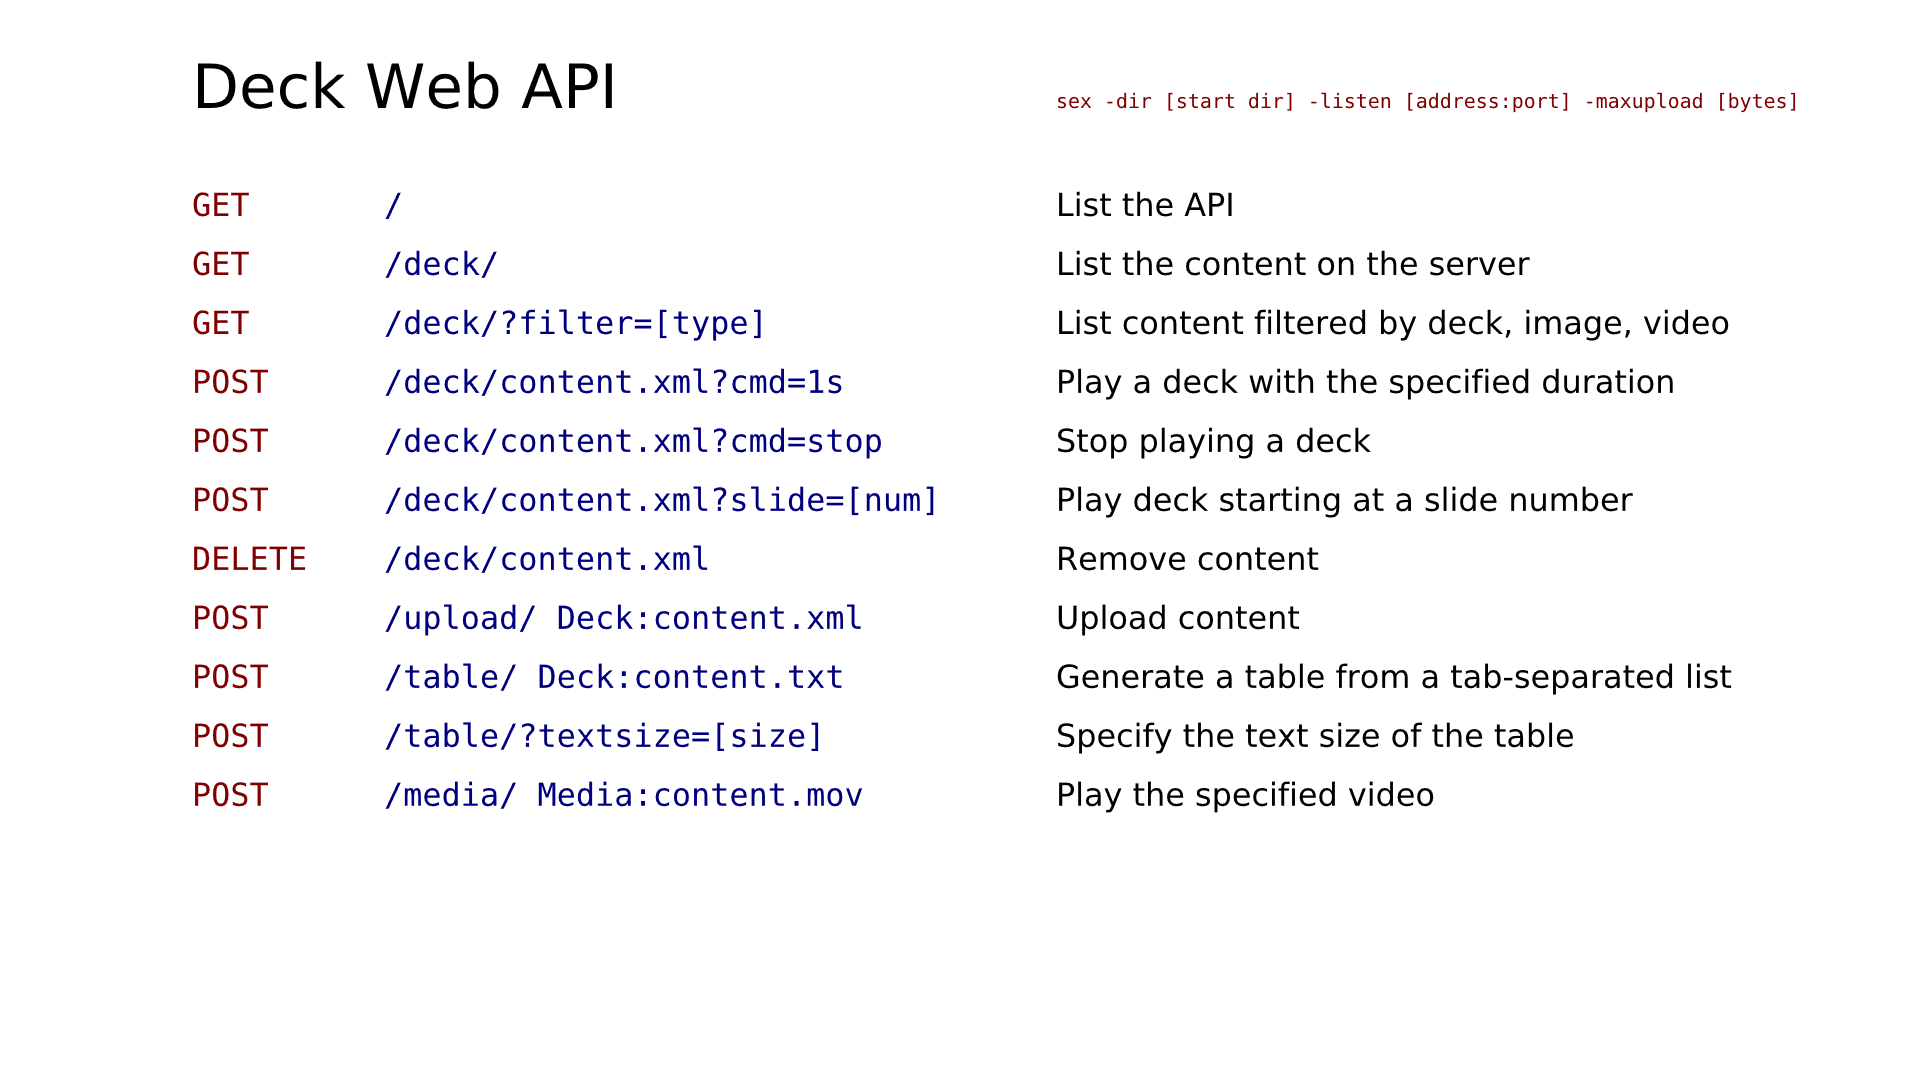 Deck Web API
sex -dir [start dir] -listen [address:port] -maxupload [bytes]
GET / List the API
GET /deck/ List the content on the server
GET /deck/?filter=[type] List content filtered by deck, image, video
POST /deck/content.xml?cmd=1s Play a deck with the specified duration
POST /deck/content.xml?cmd=stop Stop playing a deck
POST /deck/content.xml?slide=[num] Play deck starting at a slide number
DELETE /deck/content.xml Remove content
POST /upload/ Deck:content.xml Upload content
POST /table/ Deck:content.txt Generate a table from a tab-separated list
POST /table/?textsize=[size] Specify the text size of the table
POST /media/ Media:content.mov Play the specified video